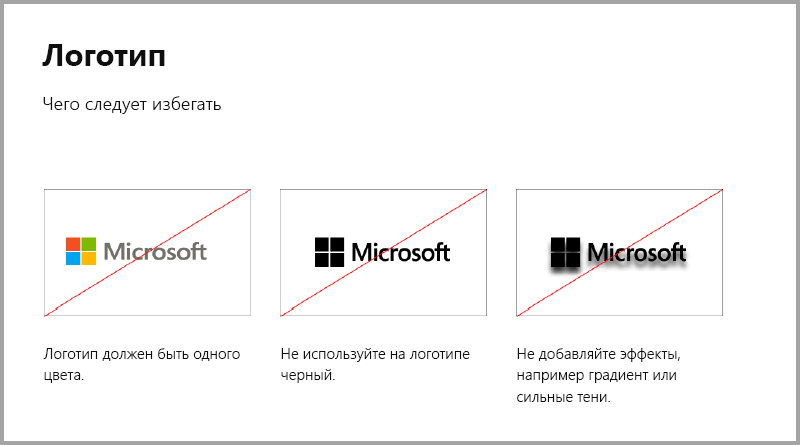 Логотип
Чего следует избегать
Microsoft
Microsoft
Microsoft
Логотип должен быть одного
цвета.
Не используйте на логотипе
черный.
Не добавляйте эффекты,
например градиент или
сильные тени.